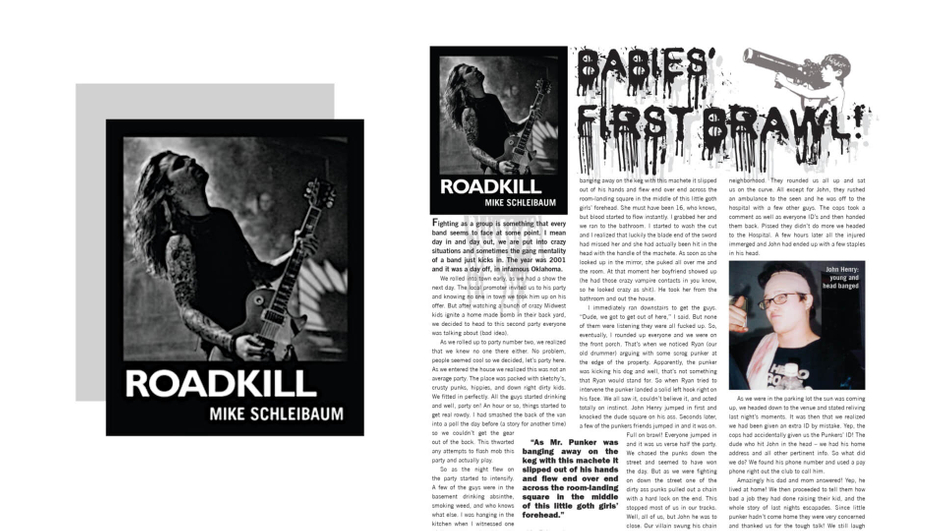 ROADKILL
MIKE SCHLEIBAUM
ROADKILL
MIKE SCHLEIBAUM
BABIES'
FIRST BRAWL!
Fighting as a group is something that every
band seems to face at some point. I mean
day in and day out, we are put into crazy
situations and sometimes the gang mentality
of a band just kicks in. The year was 2001
and it was a day off, in infamous Oklahoma.
We rolled into town early, as we had a show the
next day. The local promoter invited us to his party
and knowing no one in town we took him up on his
offer. But after watching a bunch of crazy Midwest
kids ignite a home made bomb in their back yard,
we decided to head to this second party everyone
was talking about (bad idea).
As we rolled up to party number two, we realized
that we knew no one there either. No problem,
people seemed cool so we decided, let's party here.
As we entered the house we realized this was not an
average party. The place was packed with sketchy's,
crusty punks, hippies, and down right dirty kids.
We fitted in perfectly. All the guys started drinking
and well, party on! An hour or so, things started to
get real rowdy. I had smashed the back of the van
into a poll the day before (a story for another time)
so we couldn't get the gear
out of the back. This thwarted
any attempts to flash mob this
party and actually play.
So as the night flew on
the party started to intensify.
A few of the guys were in the
basement drinking absinthe,
smoking weed, and who knows
what else. I was hanging in the
kitchen when I witnessed one
"As Mr. Punker was
banging away on the
keg with this machete it
slipped out of his hands
and flew end over end
across the room-landing
square in the middle
of this little goth girls'
forehead."
banging away on the keg with this machete it slipped
out of his hands and flew end over end across the
room-landing square in the middle of this little goth
girls' forehead. She must have been 16, who knows,
but blood started to flow instantly. I grabbed her and
we ran to the bathroom. I started to wash the cut
and I realized that luckily the blade end of the sword
had missed her and she had actually been hit in the
head with the handle of the machete. As soon as she
looked up in the mirror, she puked all over me and
the room. At that moment her boyfriend showed up
(he had those crazy vampire contacts in you know,
so he looked crazy as shit). He took her from the
bathroom and out the house.
I immediately ran downstairs to get the guys.
"Dude, we got to get out of here," I said. But none
of them were listening they were all fucked up. So,
eventually, I rounded up everyone and we were on
the front porch. That's when we noticed Ryan (our
old drummer) arguing with some scrag punker at
the edge of the property. Apparently, the punker
was kicking his dog and well, that's not something
that Ryan would stand for. So when Ryan tried to
intervene the punker landed a solid left hook right on
his face. We all saw it, couldn't believe it, and acted
totally on instinct. John Henry jumped in first and
knocked the dude square on his ass. Seconds later,
a few of the punkers friends jumped in and it was on.
Full on brawl! Everyone jumped in
and it was us verse half the party.
We chased the punks down the
street and seemed to have won
the day. But as we were fighting
on down the street one of the
dirty ass punks pulled out a chain
with a hard lock on the end. This
stopped most of us in our tracks.
Well, all of us, but John he was to
close. Our villain swung his chain
neighborhood. They rounded us all up and sat
us on the curve. All except for John, they rushed
an ambulance to the seen and he was off to the
hospital with a few other guys. The cops took a
comment as well as everyone ID's and then handed
them back. Pissed they didn't do more we headed
to the Hospital. A few hours later all the injured
immerged and John had ended up with a few staples
in his head.
John Henry:
young and
head banged
As we were in the parking lot the sun was coming
up, we headed down to the venue and stated reliving
last night's moments. It was then that we realized
we had been given an extra ID by mistake. Yep, the
cops had accidentally given us the Punkers' ID! The
dude who hit John in the head – we had his home
address and all other pertinent info. So what did
we do? We found his phone number and used a pay
phone right out the club to call him.
Amazingly his dad and mom answered! Yep, he
lived at home! We then proceeded to tell them how
bad a job they had done raising their kid, and the
whole story of last nights escapades. Since little
punker hadn't come home they were very concerned
and thanked us for the tough talk! We still laugh